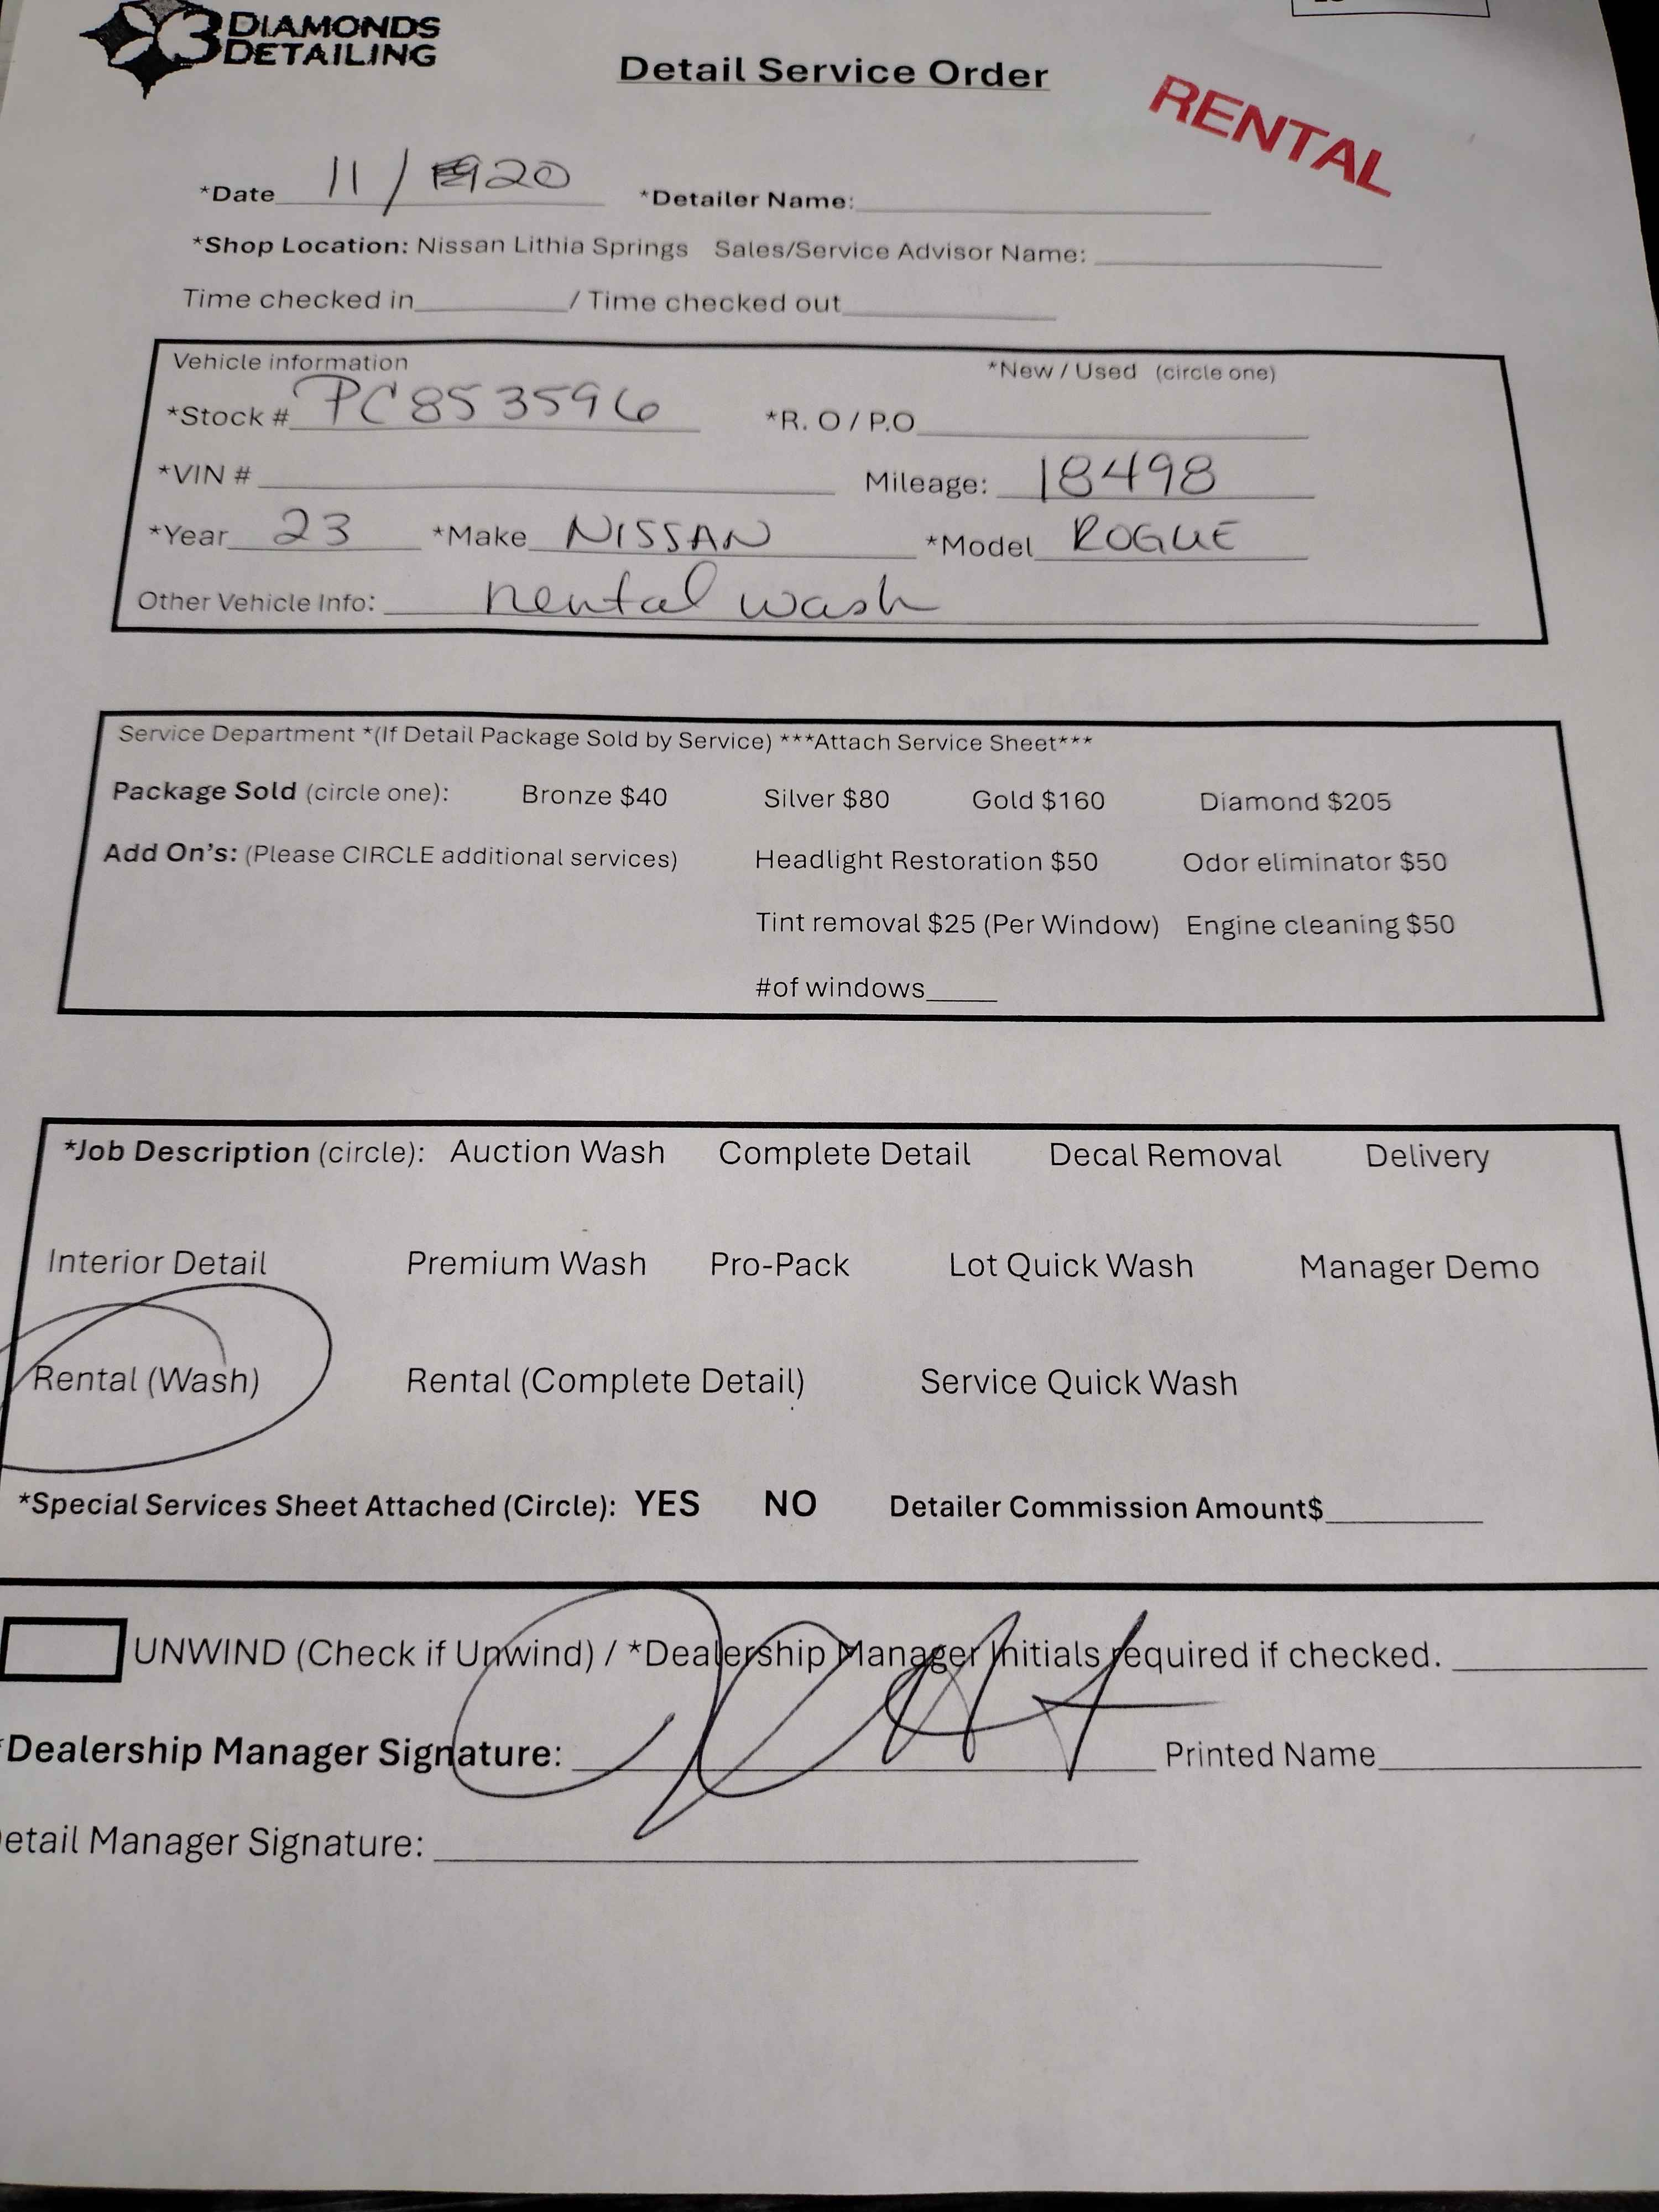 3 DIAMONDS
DETAILING
Detail Service Order
RENTAL
*Date 11/ 20 *Detailer Name:
*Shop Location: Nissan Lithia Springs Sales/Service Advisor Name:
Time checked in / Time checked out
Vehicle information *New / Used (circle one)
*Stock # PC853596 *R. O / P.O
*VIN # Mileage: 18498
*Year 23 *Make NISSAN *Model ROGUE
Other Vehicle Info: rental wash
Service Department *(If Detail Package Sold by Service) ***Attach Service Sheet***
Package Sold (circle one): Bronze $40 Silver $80 Gold $160 Diamond $205
Add On's: (Please CIRCLE additional services) Headlight Restoration $50 Odor eliminator $50
Tint removal $25 (Per Window) Engine cleaning $50
#of windows
*Job Description (circle): Auction Wash Complete Detail Decal Removal Delivery
Interior Detail Premium Wash Pro-Pack Lot Quick Wash Manager Demo
Rental (Wash) Rental (Complete Detail) Service Quick Wash
*Special Services Sheet Attached (Circle): YES NO Detailer Commission Amount$
UNWIND (Check if Unwind) / *Dealership Manager Initials required if checked.
*Dealership Manager Signature: Printed Name
etail Manager Signature: